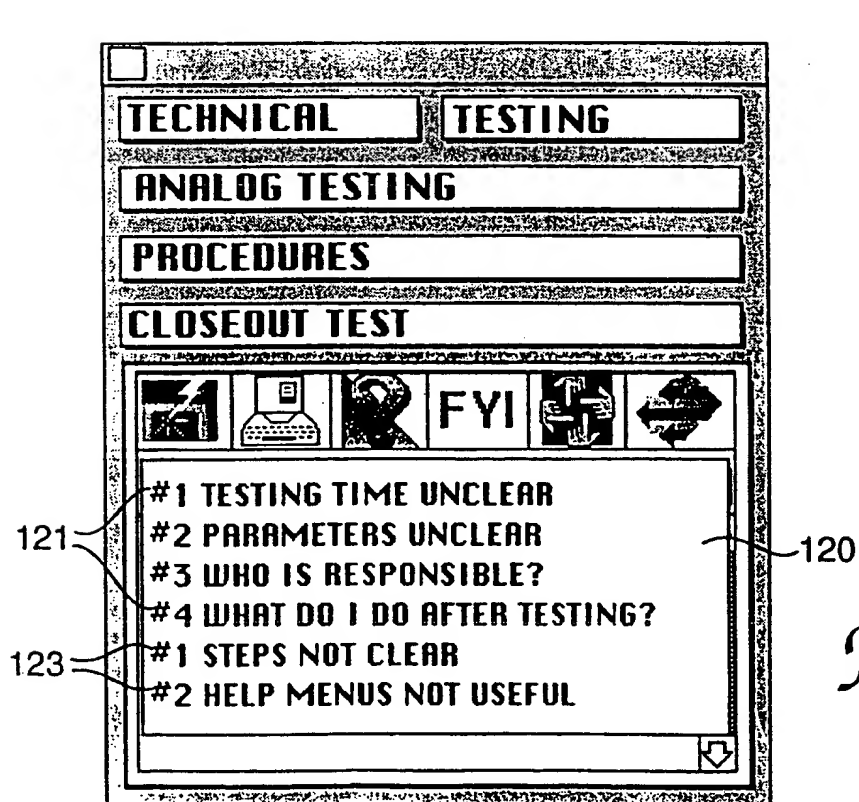 TECHNICAL TESTING
ANALOG TESTING
PROCEDURES
CLOSEOUT TEST
FYI
#1 TESTING TIME UNCLEAR
#2 PARAMETERS UNCLEAR
#3 WHO IS RESPONSIBLE?
#4 WHAT DO I DO AFTER TESTING?
#1 STEPS NOT CLEAR
#2 HELP MENUS NOT USEFUL
121
120
123